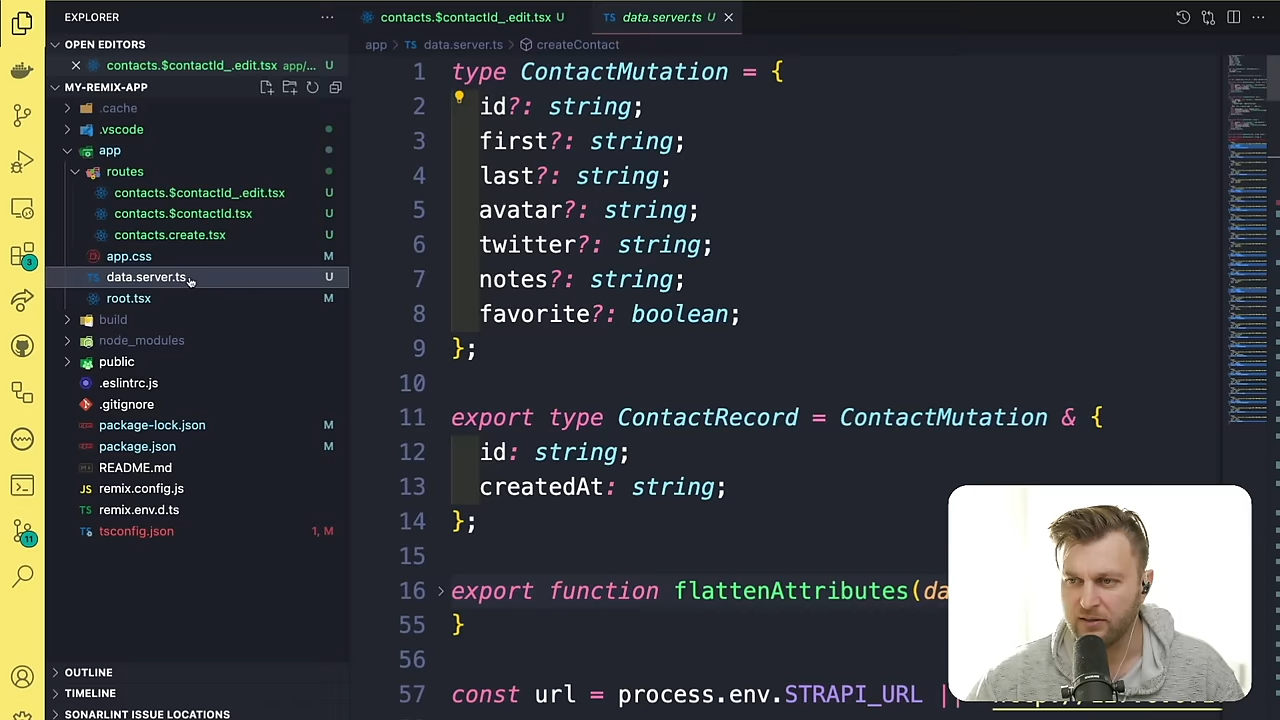 EXPLORER
OPEN EDITORS
contacts.$contactId_.edit.tsx app/... U
MY-REMIX-APP
.cache
.vscode
app
routes
contacts.$contactId_.edit.tsx U
contacts.$contactId.tsx U
contacts.create.tsx U
app.css M
data.server.ts U
root.tsx M
build
node_modules
public
.eslintrc.js
.gitignore
package-lock.json M
package.json M
README.md
remix.config.js
remix.env.d.ts
tsconfig.json 1, M
OUTLINE
TIMELINE
SONARLINT ISSUE LOCATIONS
3
11
contacts.$contactId_.edit.tsx U
TS data.server.ts U
app > TS data.server.ts > createContact
1 type ContactMutation = {
2 id?: string;
3 first?: string;
4 last?: string;
5 avatar?: string;
6 twitter?: string;
7 notes?: string;
8 favorite?: boolean;
9 };
10
11 export type ContactRecord = ContactMutation & {
12 id: string;
13 createdAt: string;
14 };
15
16 export function flattenAttributes(da
55 }
56
57 const url = process.env.STRAPI_URL ||